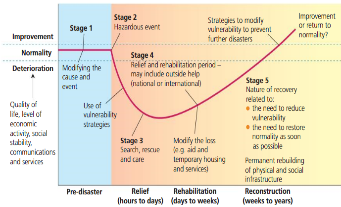 Stage 1
Stage 2
Hazardous event
Strategies to modify
vulnerability to prevent
further disasters
Improvement
or return to
normality?
Improvement
Normality
Deterioration
Quality of
life, level of
economic
activity, social
stability,
communications
and services
Modifying the
cause and
event
Use of
vulnerability
strategies
Stage 4
Relief and rehabilitation period –
may include outside help
(national or international)
Stage 3
Search, rescue
and care
Modify the loss
(e.g. aid and
temporary housing
and services)
Stage 5
Nature of recovery
related to:
• the need to reduce
vulnerability
• the need to restore
normality as soon
as possible
Permanent rebuilding
of physical and social
infrastructure
Pre-disaster
Relief
(hours to days)
Rehabilitation
(days to weeks)
Reconstruction
(weeks to years)